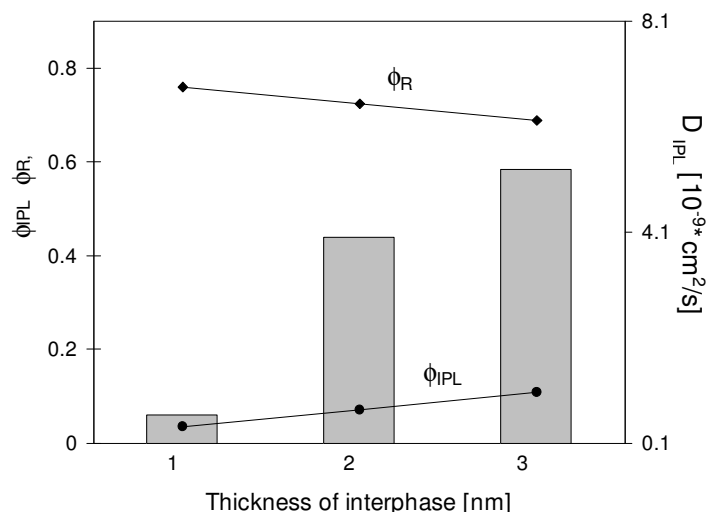 0.8
0.6
0.4
0.2
0
ϕIPL ϕR,
ϕR
ϕIPL
8.1
4.1
0.1
D IPL [10-9* cm2/s]
1 2 3
Thickness of interphase [nm]